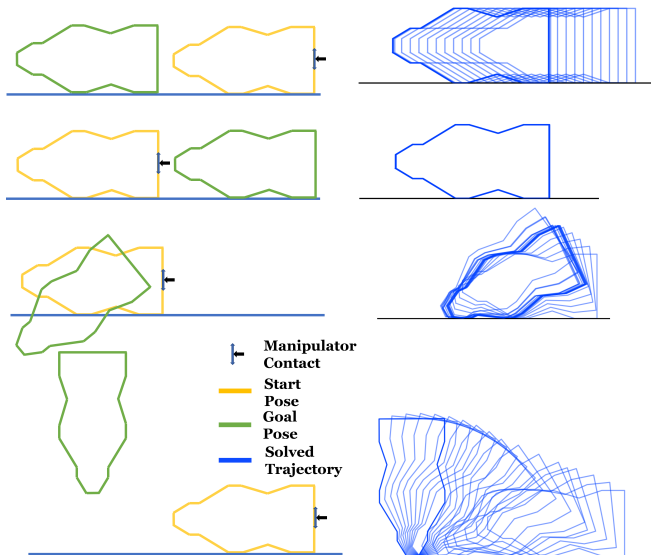 Manipulator
Contact
Start
Pose
Goal
Pose
Solved
Trajectory